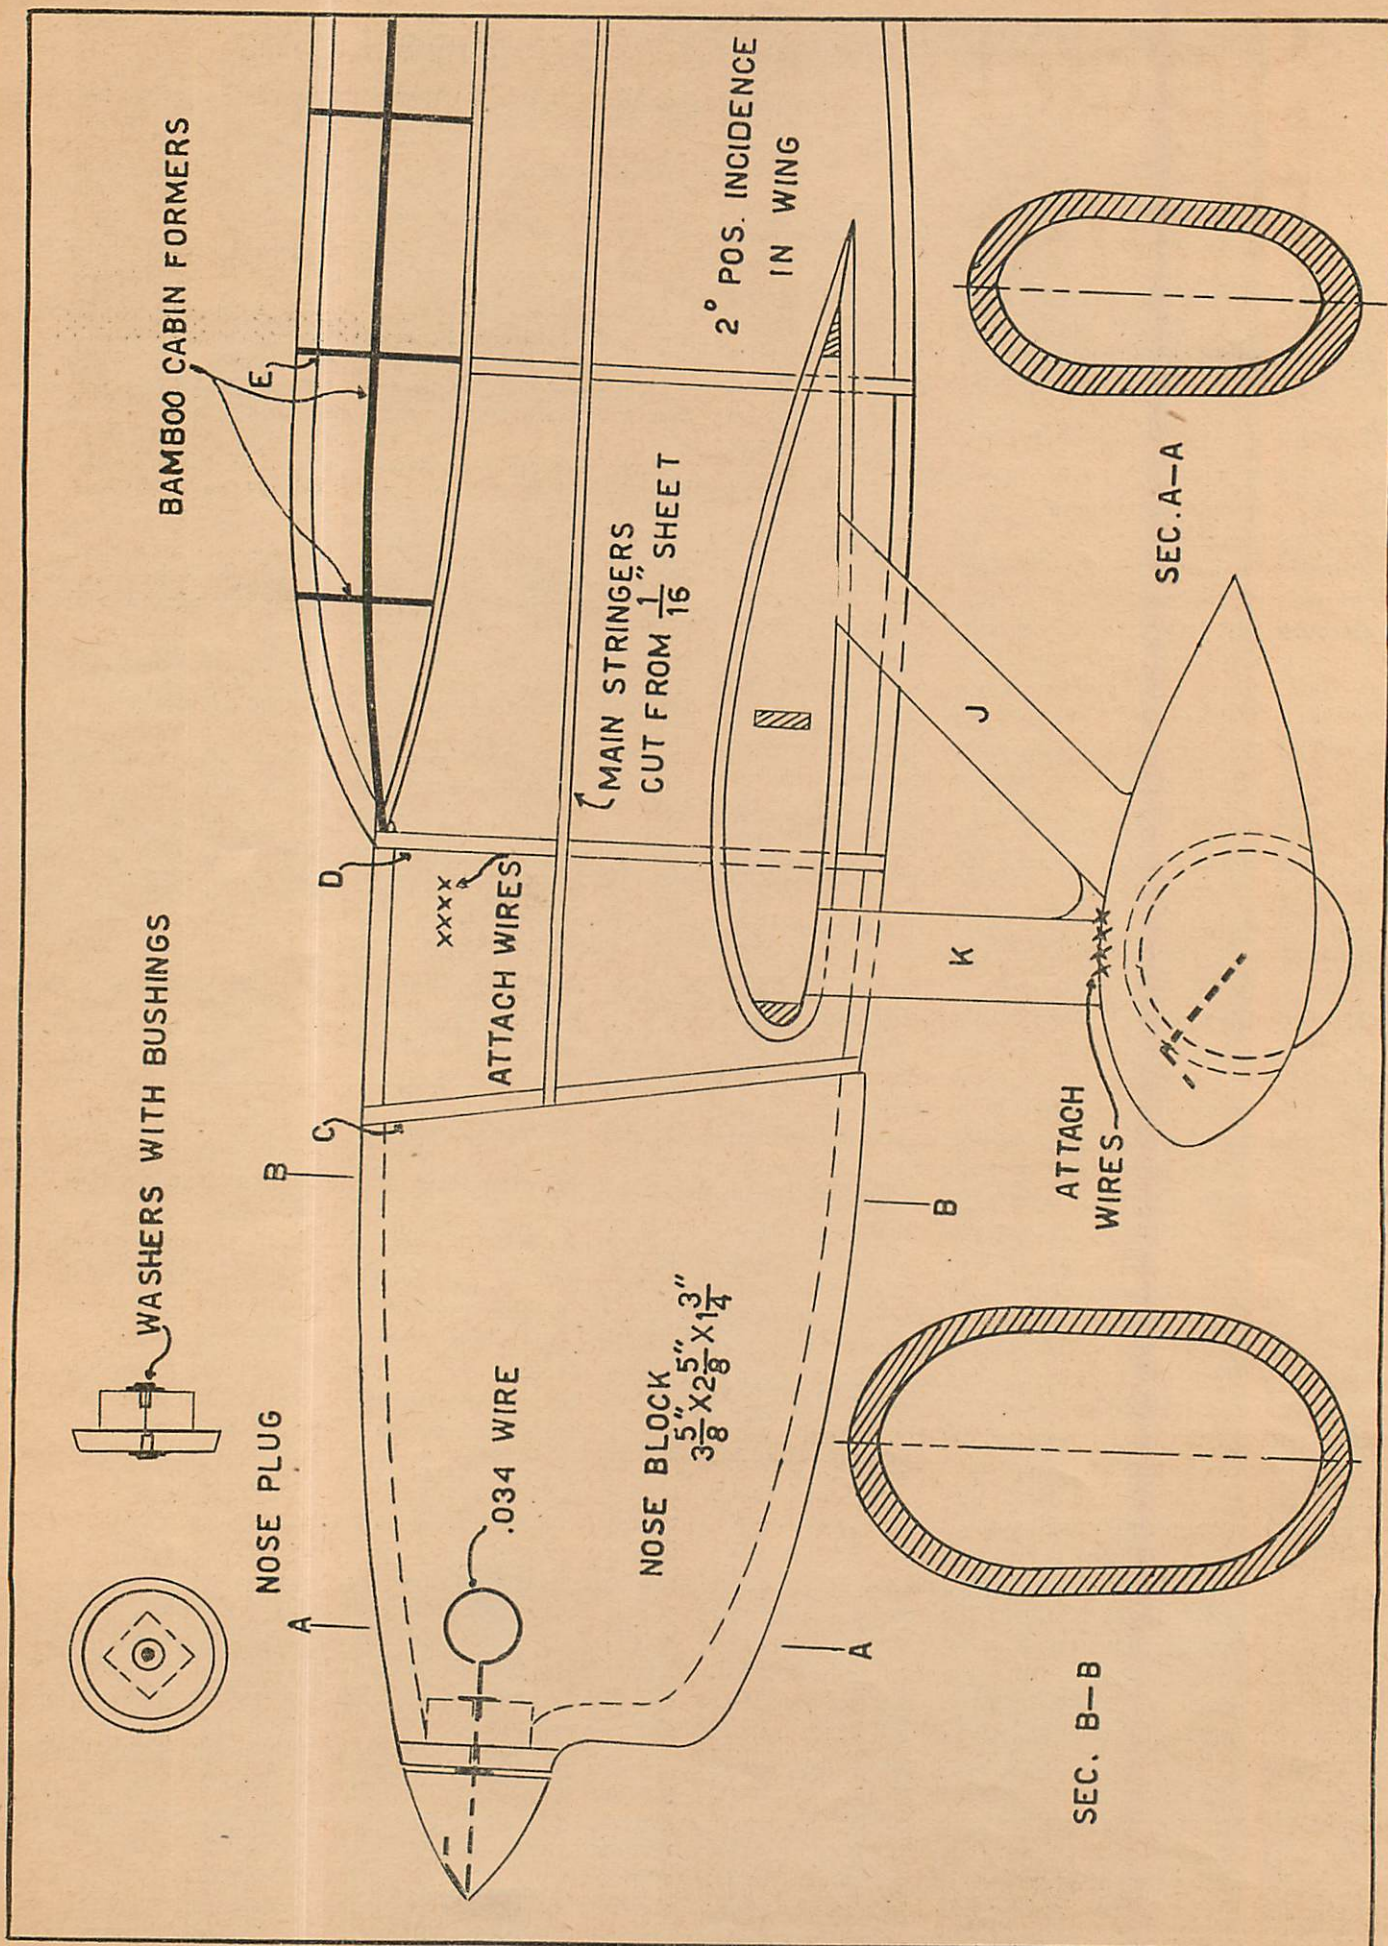 WASHERS WITH BUSHINGS
NOSE PLUG
BAMBOO CABIN FORMERS
A
B
C
D
E
XXXX
ATTACH WIRES
.034 WIRE
MAIN STRINGERS
CUT FROM 1/16" SHEET
NOSE BLOCK
3 5/8" X 2 5/8" X 1 3/4"
2° POS. INCIDENCE
IN WING
A
B
K
J
XXXX
ATTACH
WIRES
SEC. B–B
SEC. A–A